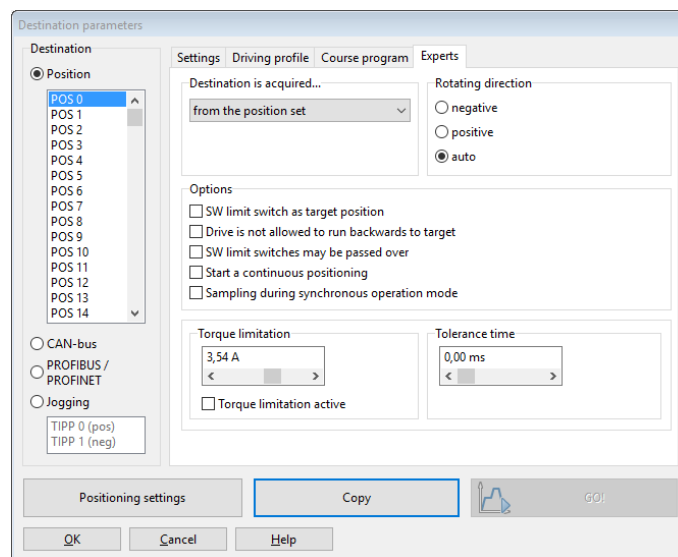 Destination parameters
Destination
Position
POS 0
POS 1
POS 2
POS 3
POS 4
POS 5
POS 6
POS 7
POS 8
POS 9
POS 10
POS 11
POS 12
POS 13
POS 14
CAN-bus
PROFIBUS /
PROFINET
Jogging
TIPP 0 (pos)
TIPP 1 (neg)
Settings Driving profile Course program Experts
Destination is acquired...
from the position set
Rotating direction
negative
positive
auto
Options
SW limit switch as target position
Drive is not allowed to run backwards to target
SW limit switches may be passed over
Start a continuous positioning
Sampling during synchronous operation mode
Torque limitation
3,54 A
Torque limitation active
Tolerance time
0,00 ms
Positioning settings Copy GO!
OK Cancel Help